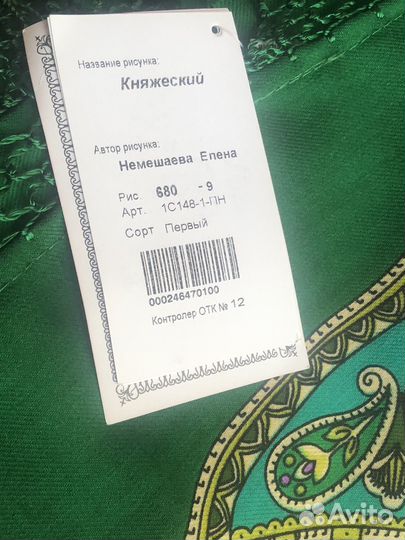 Название рисунка:
Княжеский
Автор рисунка:
Немешаева Елена
Рис. 680 - 9
Арт. 1С148-1-ПН
Сорт Первый
000246470100
Контролер ОТК № 12
Avito